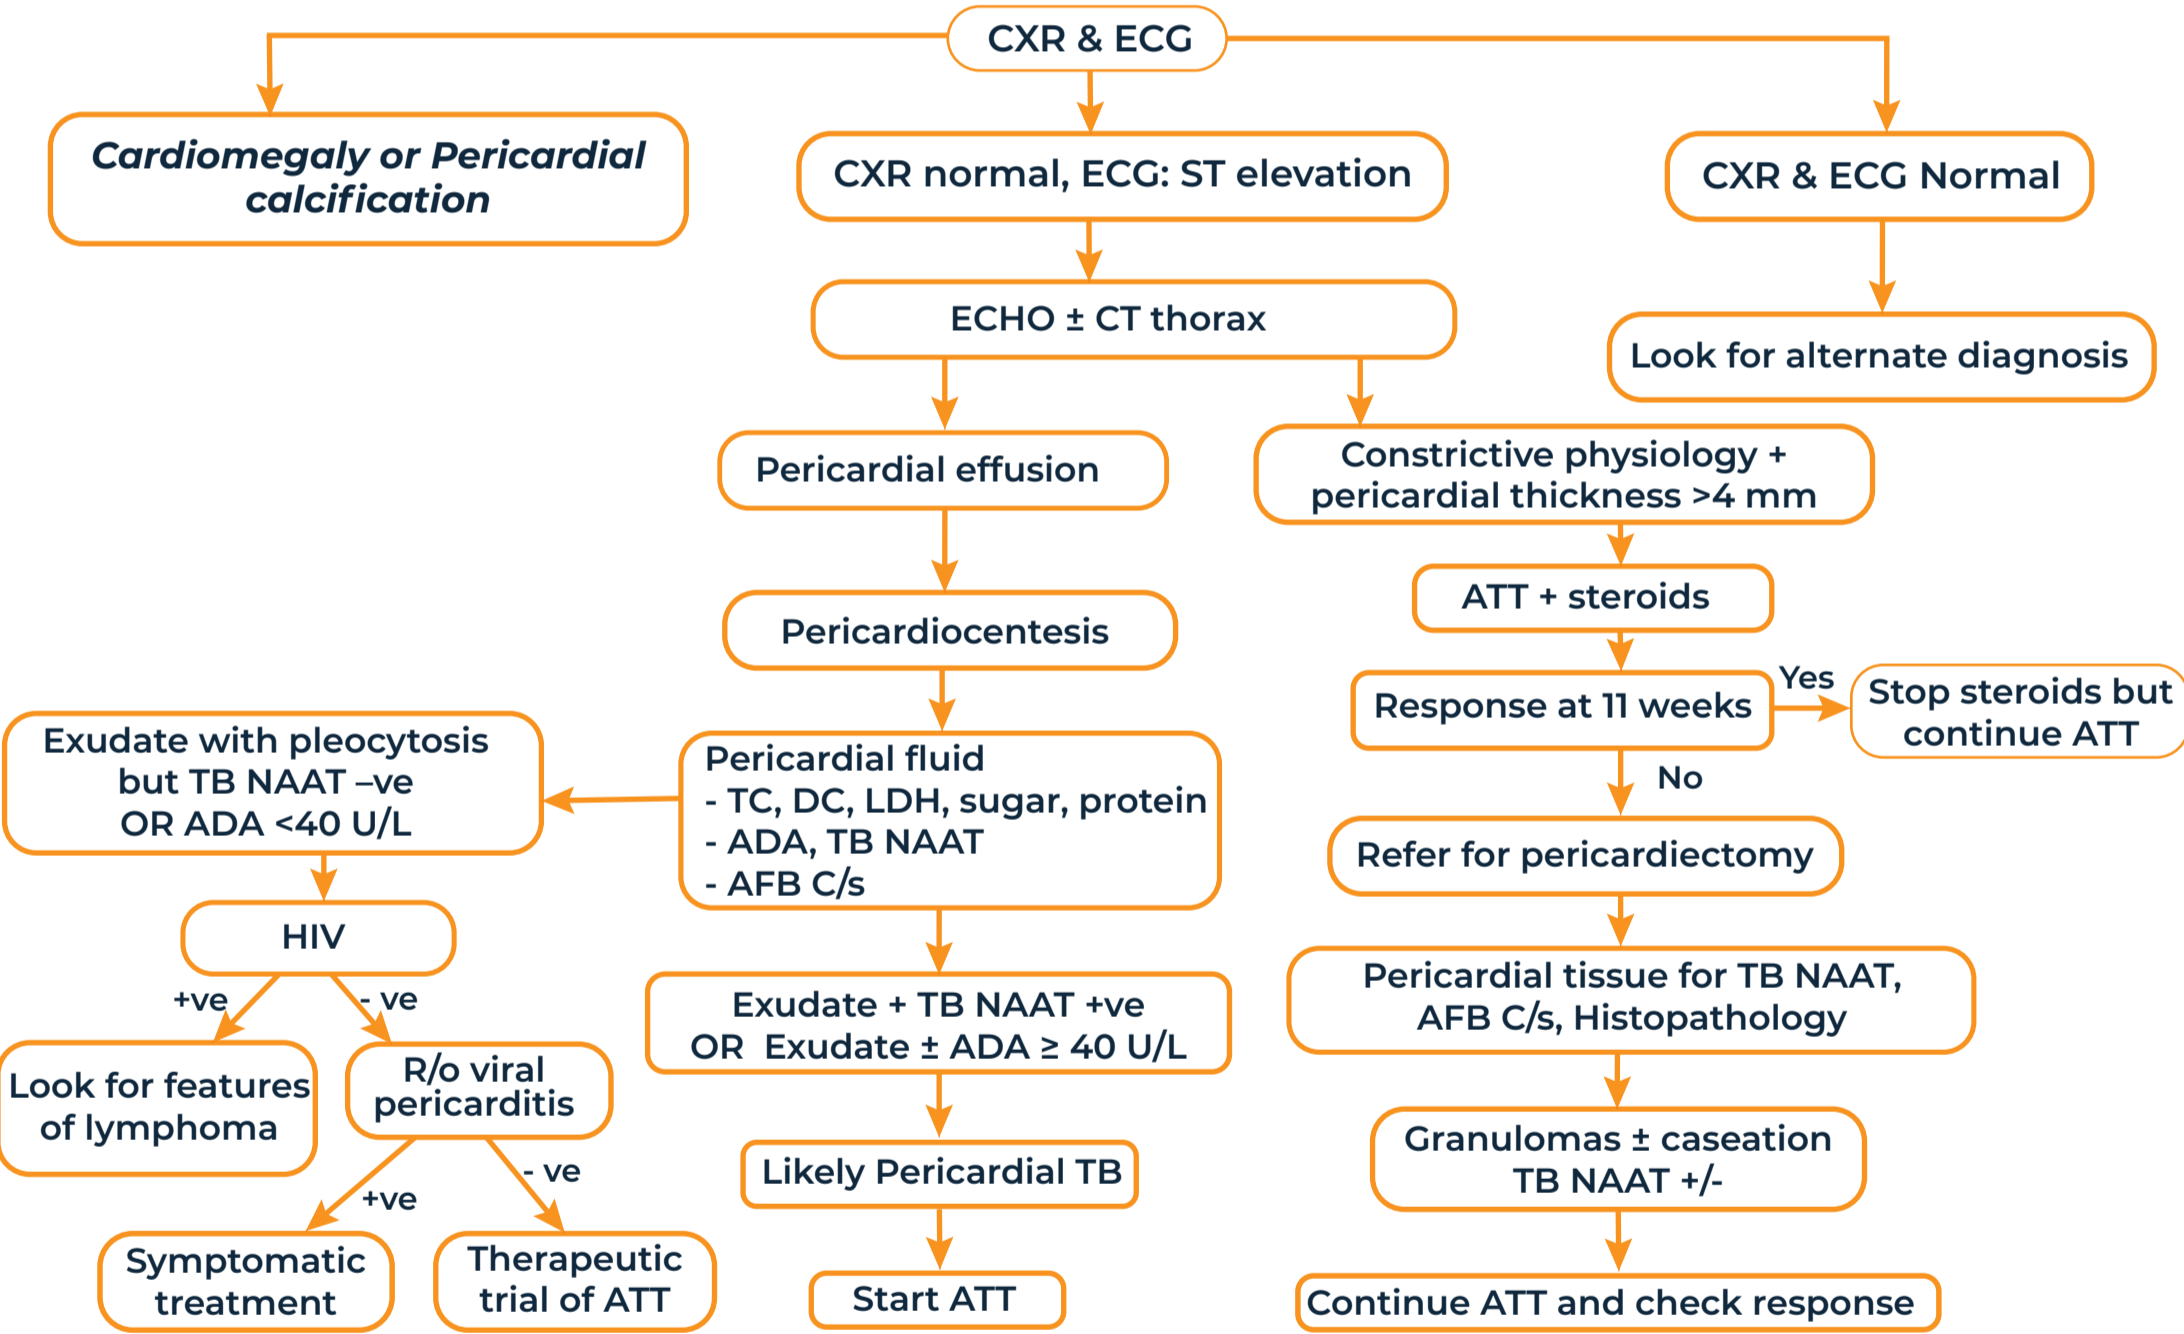 CXR & ECG
Cardiomegaly or Pericardial
calcification
CXR normal, ECG: ST elevation
CXR & ECG Normal
ECHO ± CT thorax
Look for alternate diagnosis
Pericardial effusion
Constrictive physiology +
pericardial thickness >4 mm
Pericardiocentesis
ATT + steroids
Response at 11 weeks
Yes
Stop steroids but
continue ATT
No
Exudate with pleocytosis
but TB NAAT –ve
OR ADA <40 U/L
Pericardial fluid
- TC, DC, LDH, sugar, protein
- ADA, TB NAAT
- AFB C/s
Refer for pericardiectomy
HIV
+ve
- ve
Exudate + TB NAAT +ve
OR Exudate ± ADA ≥ 40 U/L
Pericardial tissue for TB NAAT,
AFB C/s, Histopathology
Look for features
of lymphoma
R/o viral
pericarditis
+ve
- ve
Likely Pericardial TB
Granulomas ± caseation
TB NAAT +/-
Symptomatic
treatment
Therapeutic
trial of ATT
Start ATT
Continue ATT and check response